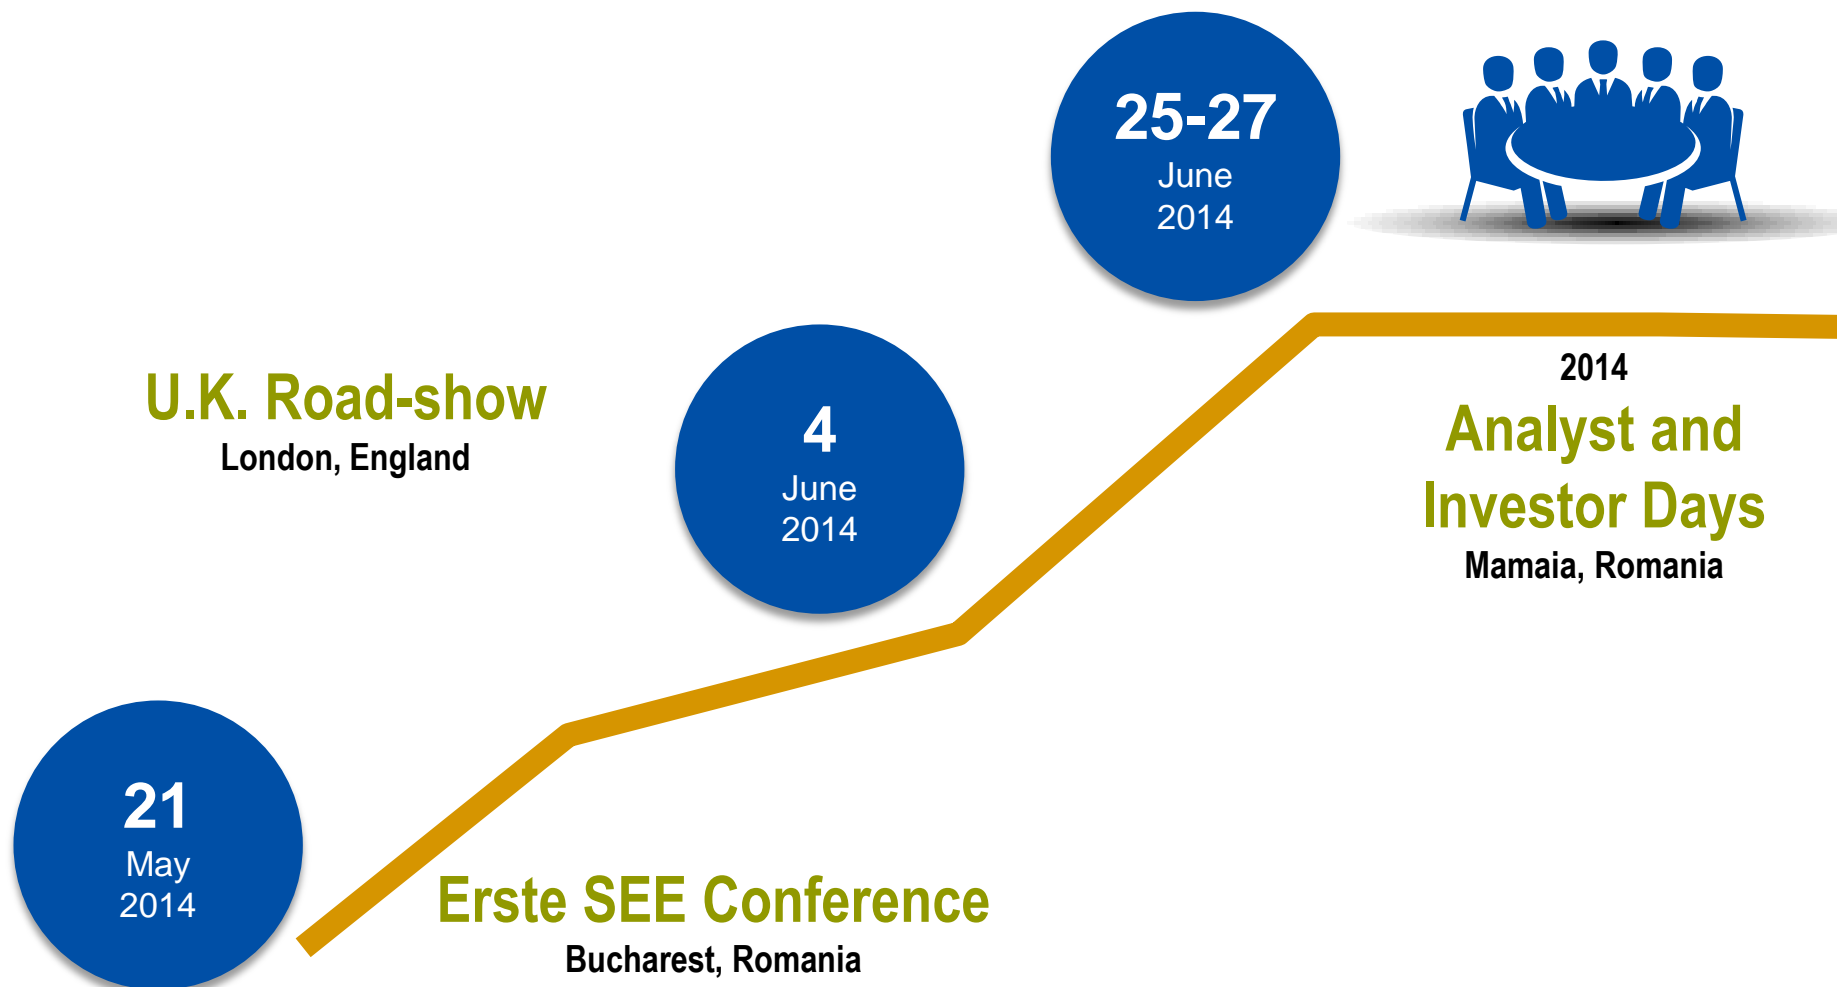 25-27
June
2014
U.K. Road-show
London, England
4
June
2014
2014
Analyst and
Investor Days
Mamaia, Romania
21
May
2014
Erste SEE Conference
Bucharest, Romania